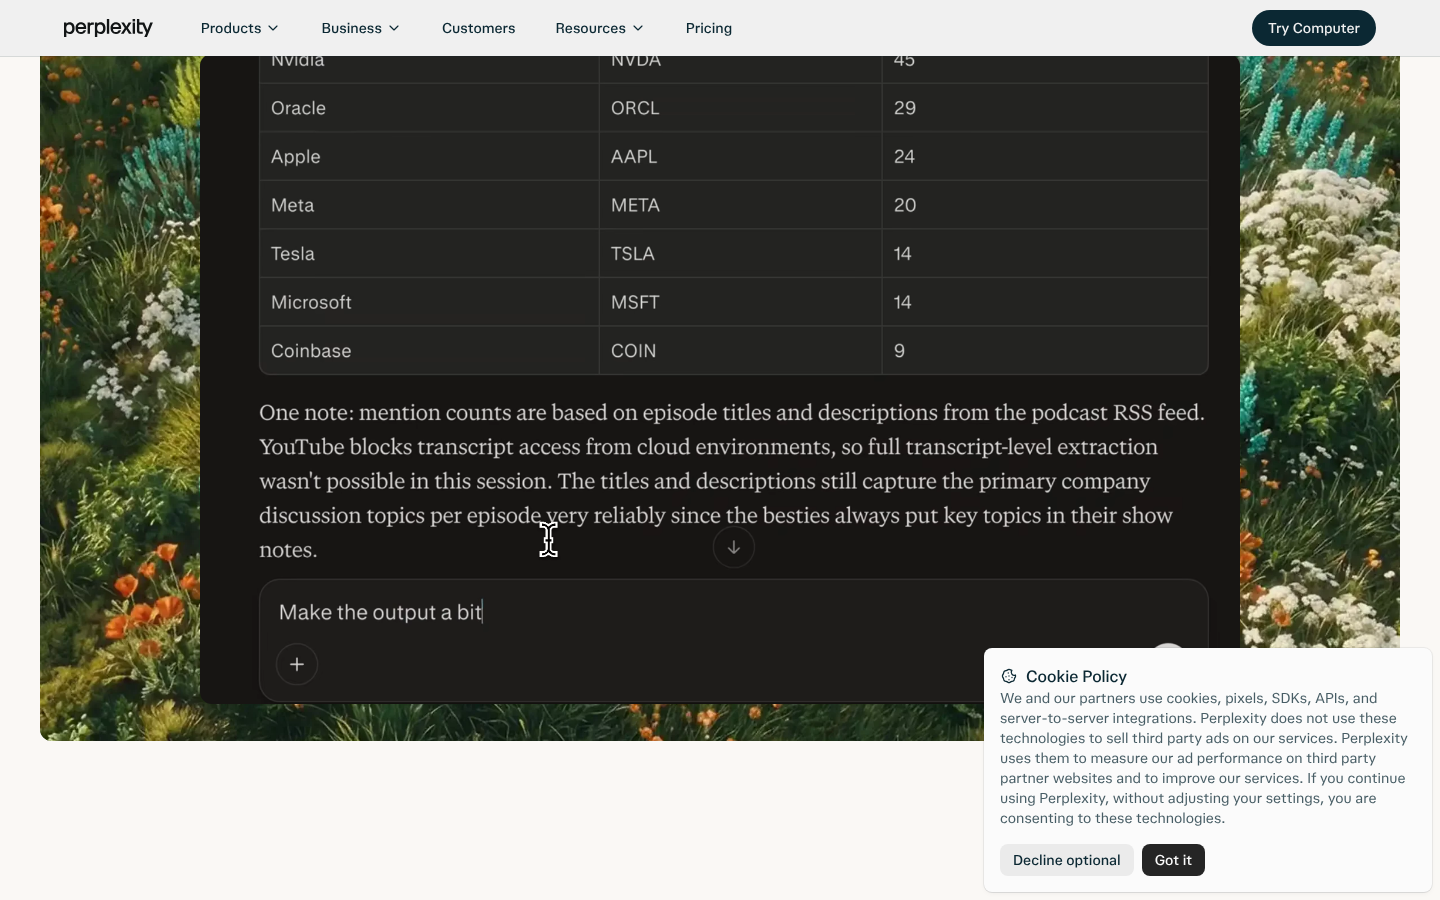 perplexity
Products
Business
Customers
Resources
Pricing
Try Computer
Nvidia NVDA 45
Oracle ORCL 29
Apple AAPL 24
Meta META 20
Tesla TSLA 14
Microsoft MSFT 14
Coinbase COIN 9
One note: mention counts are based on episode titles and descriptions from the podcast RSS feed.
YouTube blocks transcript access from cloud environments, so full transcript-level extraction
wasn't possible in this session. The titles and descriptions still capture the primary company
discussion topics per episode very reliably since the besties always put key topics in their show
notes.
Make the output a bit
Cookie Policy
We and our partners use cookies, pixels, SDKs, APIs, and
server-to-server integrations. Perplexity does not use these
technologies to sell third party ads on our services. Perplexity
uses them to measure our ad performance on third party
partner websites and to improve our services. If you continue
using Perplexity, without adjusting your settings, you are
consenting to these technologies.
Decline optional
Got it